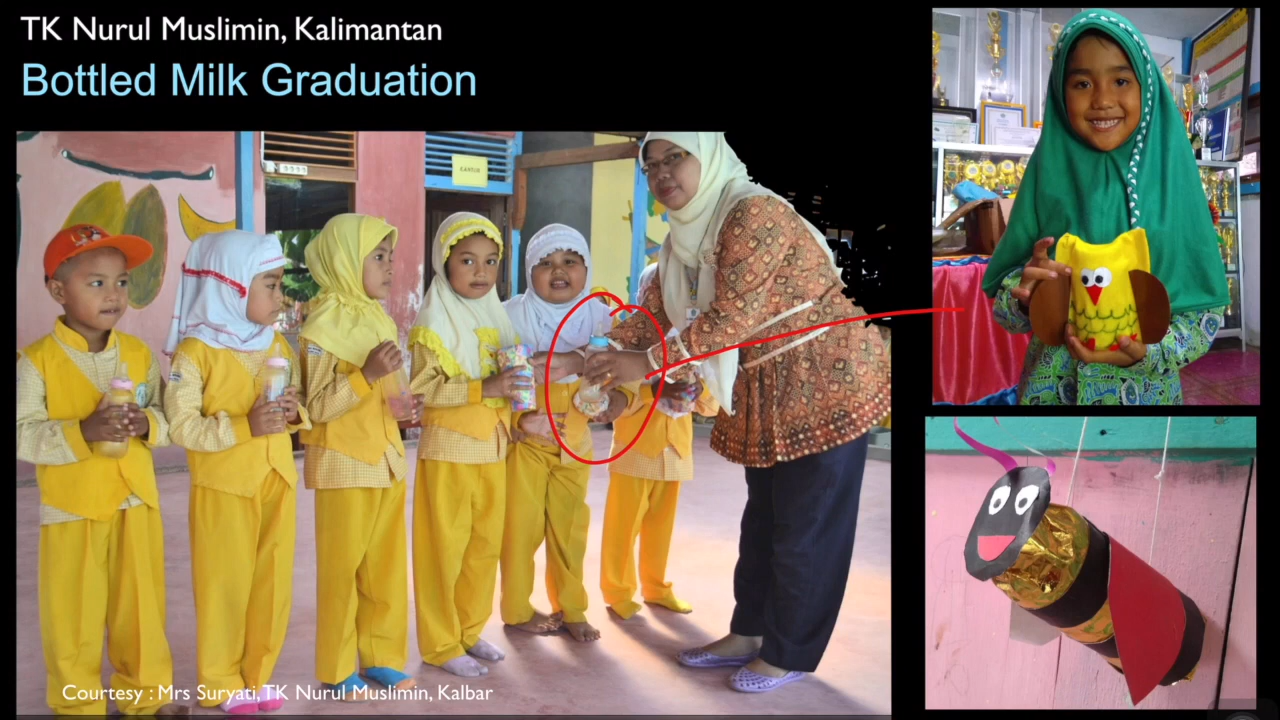 TK Nurul Muslimin, Kalimantan
Bottled Milk Graduation
KANTOR
Courtesy : Mrs Suryati, TK Nurul Muslimin, Kalbar